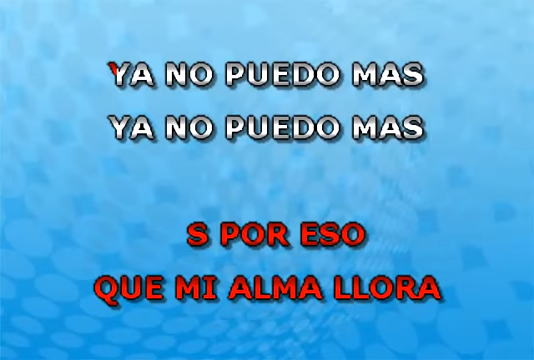 YA NO PUEDO MAS
YA NO PUEDO MAS
S POR ESO
QUE MI ALMA LLORA